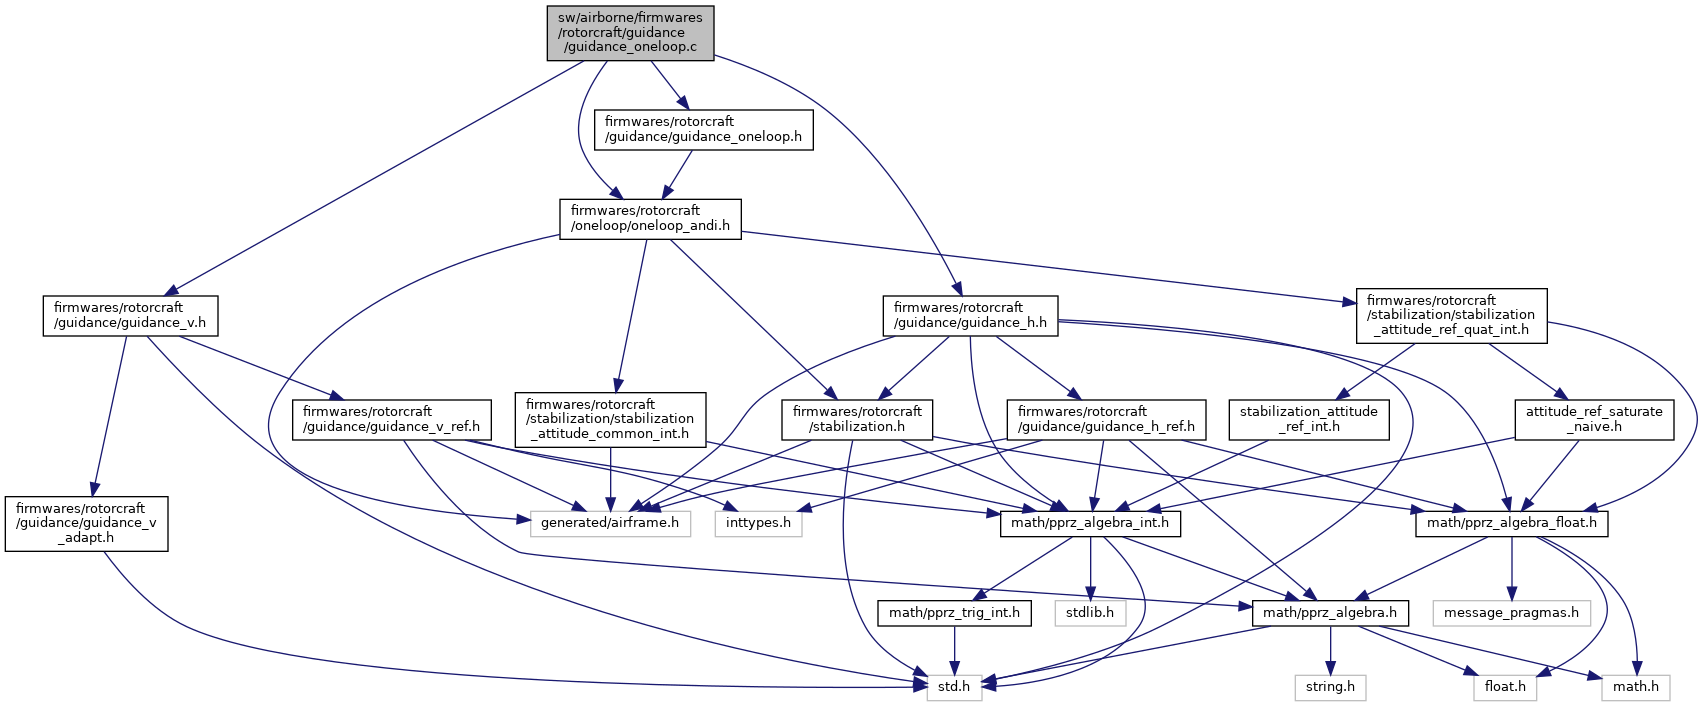 sw/airborne/firmwares
/rotorcraft/guidance
/guidance_oneloop.c
firmwares/rotorcraft
/guidance/guidance_oneloop.h
firmwares/rotorcraft
/oneloop/oneloop_andi.h
firmwares/rotorcraft
/guidance/guidance_v.h
firmwares/rotorcraft
/guidance/guidance_h.h
firmwares/rotorcraft
/stabilization/stabilization
_attitude_ref_quat_int.h
firmwares/rotorcraft
/guidance/guidance_v_ref.h
firmwares/rotorcraft
/stabilization/stabilization
_attitude_common_int.h
firmwares/rotorcraft
/stabilization.h
firmwares/rotorcraft
/guidance/guidance_h_ref.h
stabilization_attitude
_ref_int.h
attitude_ref_saturate
_naive.h
firmwares/rotorcraft
/guidance/guidance_v
_adapt.h
generated/airframe.h
inttypes.h
math/pprz_algebra_int.h
math/pprz_algebra_float.h
math/pprz_trig_int.h
stdlib.h
math/pprz_algebra.h
message_pragmas.h
std.h
string.h
float.h
math.h